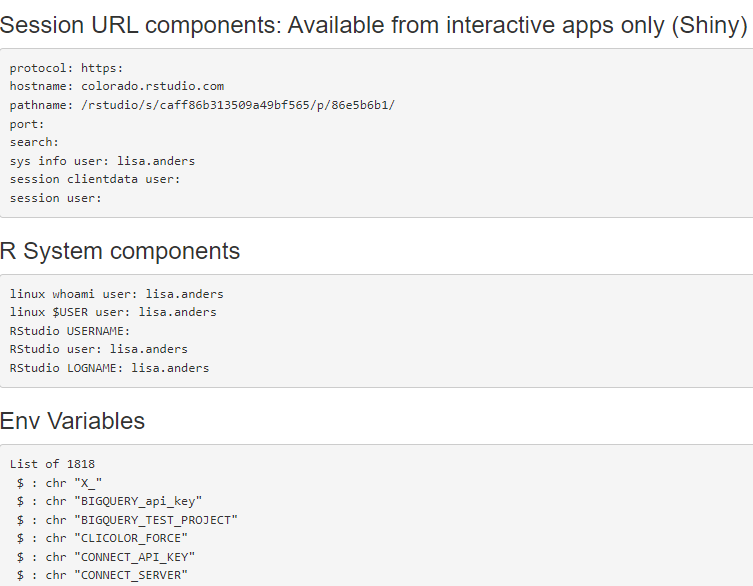 Session URL components: Available from interactive apps only (Shiny)
protocol: https:
hostname: colorado.rstudio.com
pathname: /rstudio/s/caff86b313509a49bf565/p/86e5b6b1/
port:
search:
sys info user: lisa.anders
session clientdata user:
session user:
R System components
linux whoami user: lisa.anders
linux $USER user: lisa.anders
RStudio USERNAME:
RStudio user: lisa.anders
RStudio LOGNAME: lisa.anders
Env Variables
List of 1818
$ : chr "X_"
$ : chr "BIGQUERY_api_key"
$ : chr "BIGQUERY_TEST_PROJECT"
$ : chr "CLICOLOR_FORCE"
$ : chr "CONNECT_API_KEY"
$ : chr "CONNECT_SERVER"